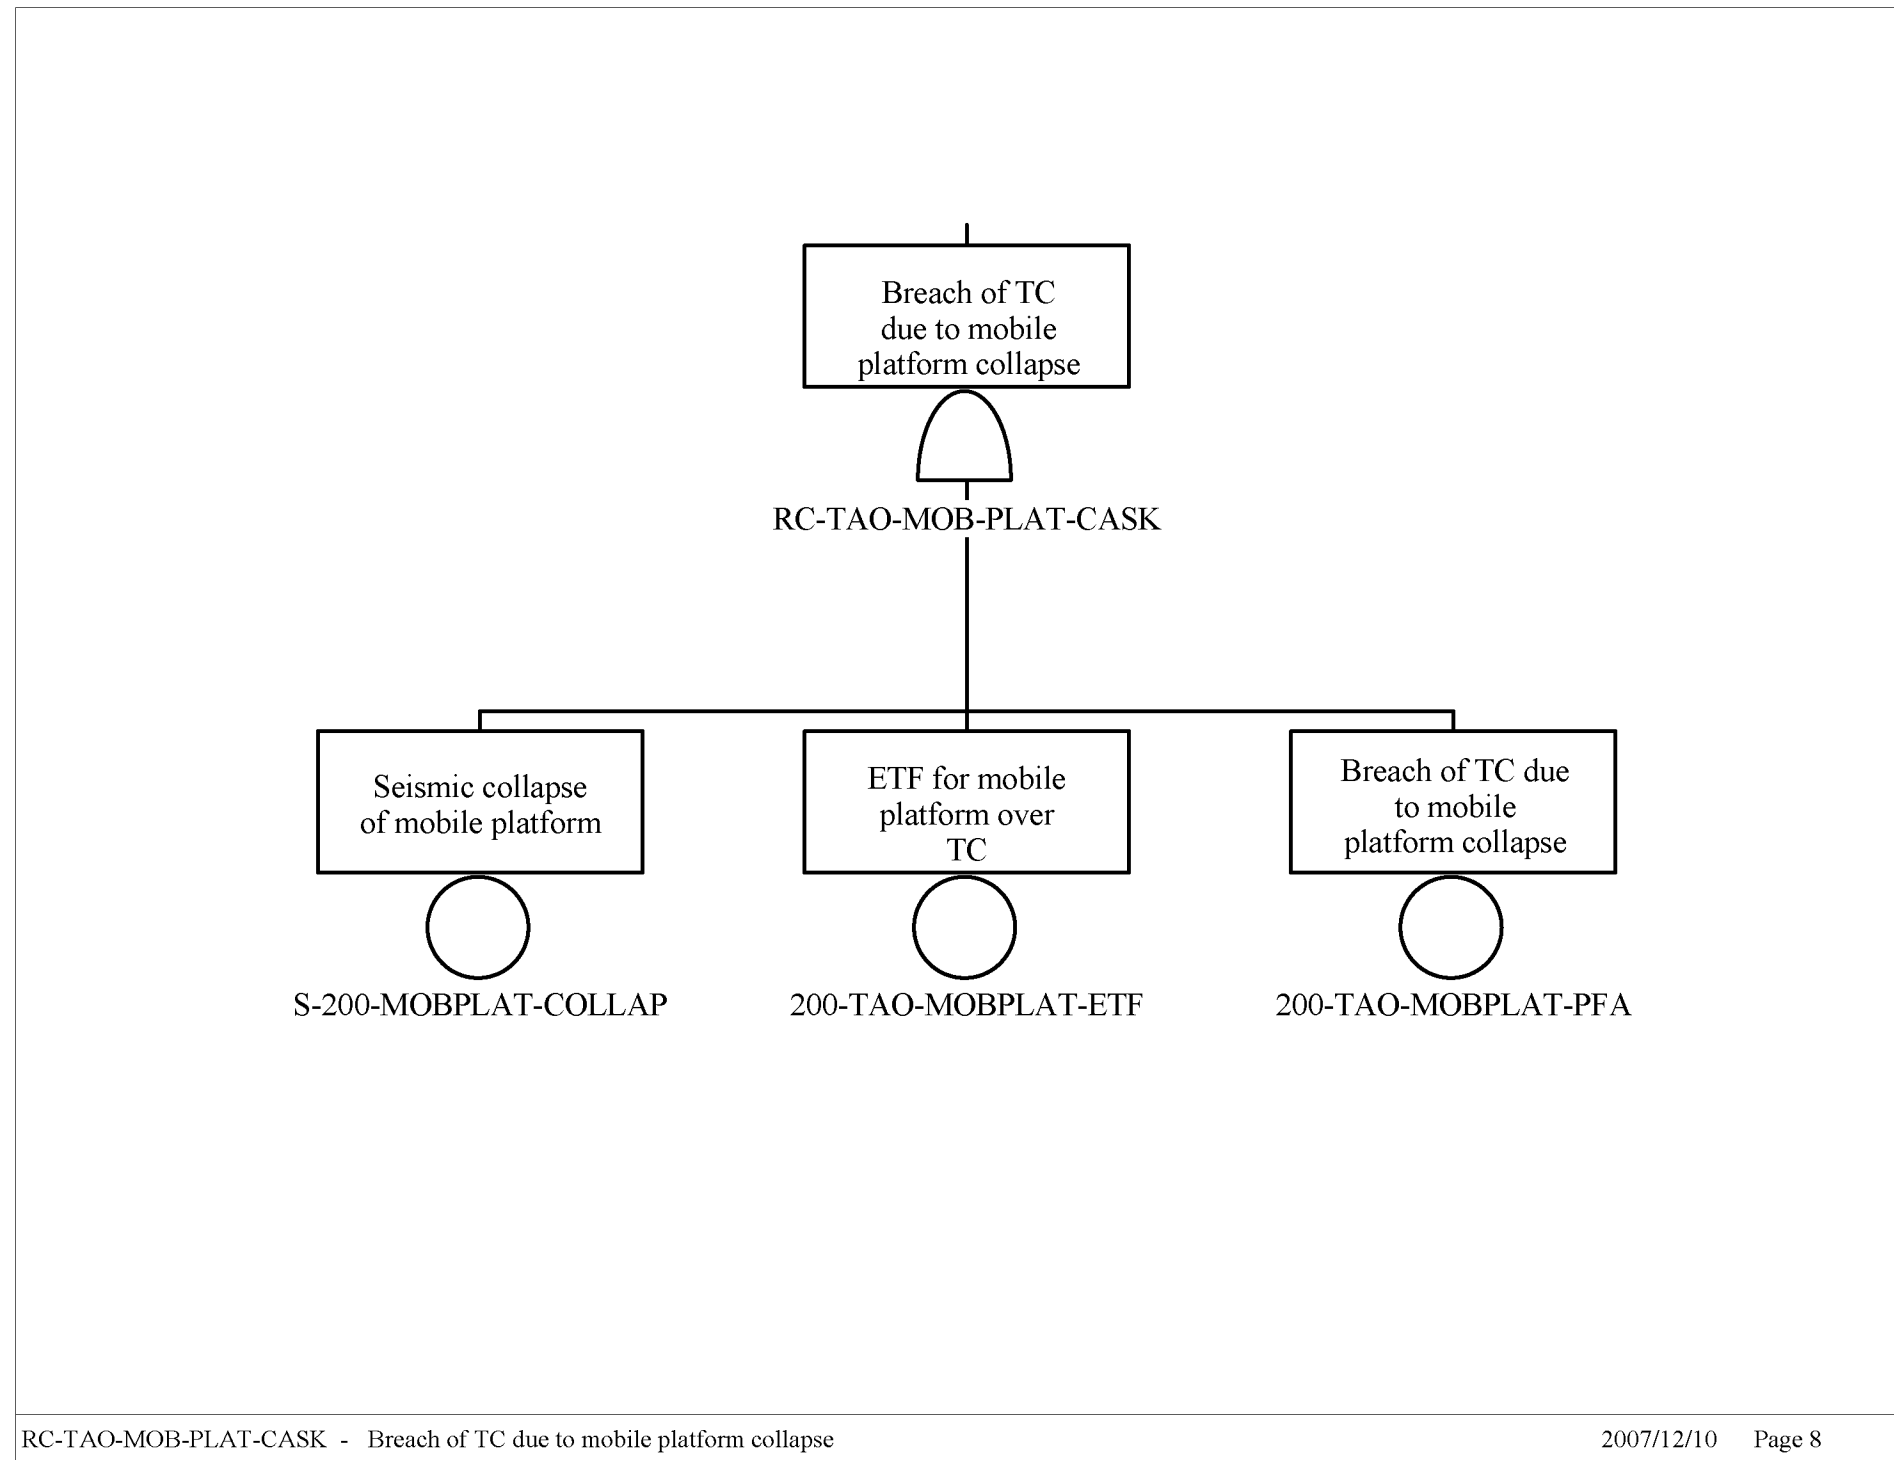 Breach of TC
due to mobile
platform collapse
RC-TAO-MOB-PLAT-CASK
Seismic collapse
of mobile platform
S-200-MOBPLAT-COLLAP
ETF for mobile
platform over
TC
200-TAO-MOBPLAT-ETF
Breach of TC due
to mobile
platform collapse
200-TAO-MOBPLAT-PFA
RC-TAO-MOB-PLAT-CASK - Breach of TC due to mobile platform collapse
2007/12/10 Page 8